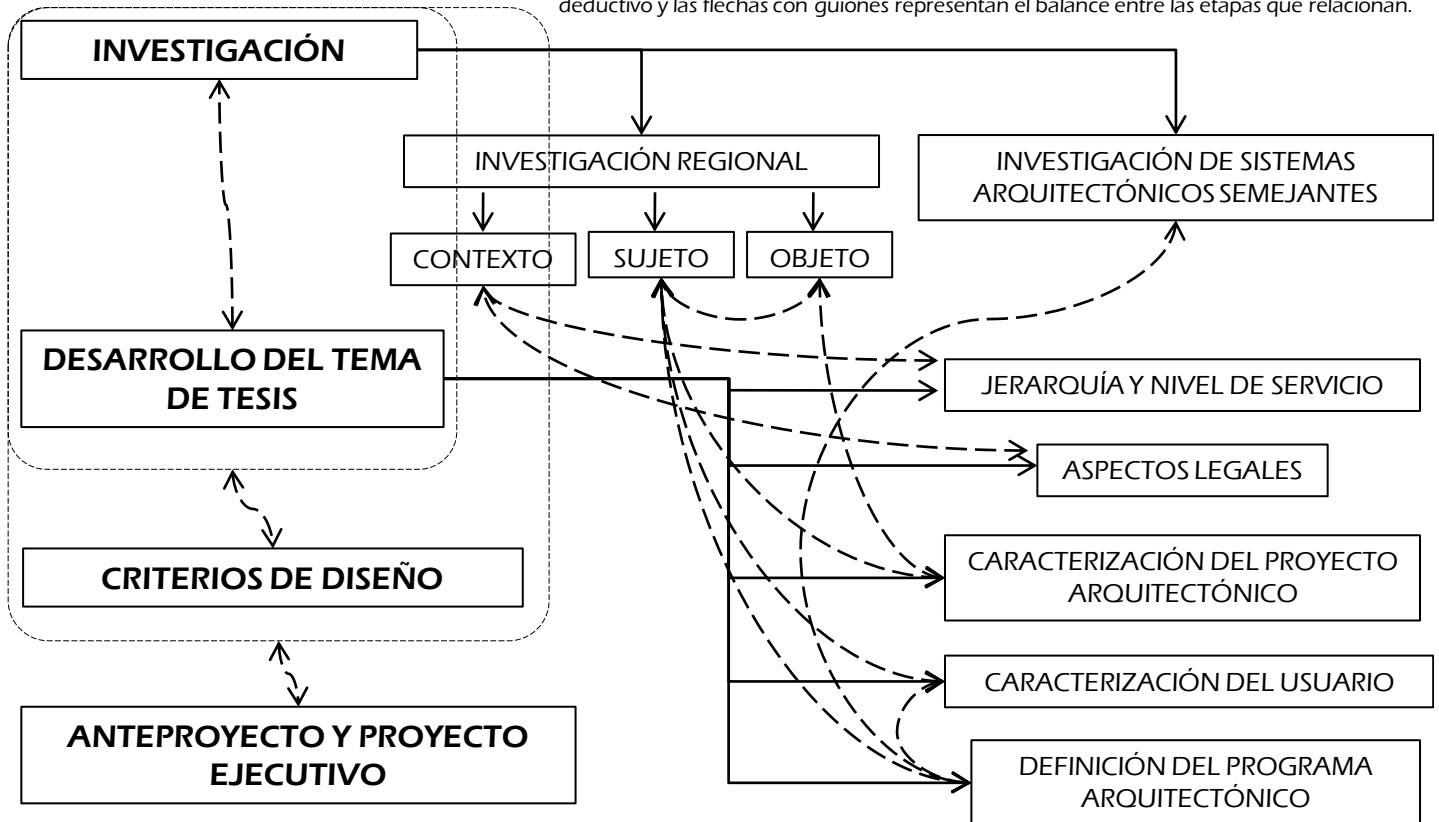 deductivo y las flechas con guiones representan el balance entre las etapas que relacionan.
INVESTIGACIÓN
INVESTIGACIÓN REGIONAL
INVESTIGACIÓN DE SISTEMAS
ARQUITECTÓNICOS SEMEJANTES
CONTEXTO
SUJETO
OBJETO
DESARROLLO DEL TEMA
DE TESIS
JERARQUÍA Y NIVEL DE SERVICIO
ASPECTOS LEGALES
CRITERIOS DE DISEÑO
CARACTERIZACIÓN DEL PROYECTO
ARQUITECTÓNICO
CARACTERIZACIÓN DEL USUARIO
ANTEPROYECTO Y PROYECTO
EJECUTIVO
DEFINICIÓN DEL PROGRAMA
ARQUITECTÓNICO